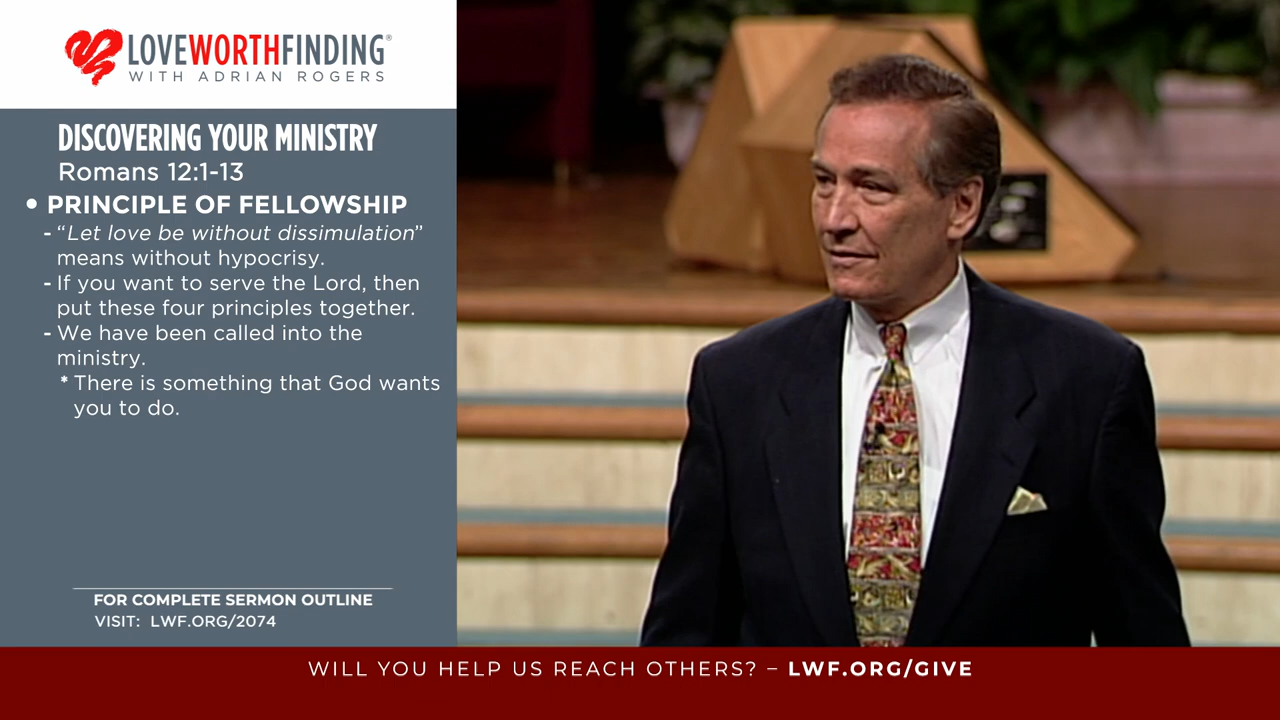 LOVEWORTHFINDING®
WITH ADRIAN ROGERS
DISCOVERING YOUR MINISTRY
Romans 12:1-13
• PRINCIPLE OF FELLOWSHIP
- “Let love be without dissimulation”
means without hypocrisy.
- If you want to serve the Lord, then
put these four principles together.
- We have been called into the
ministry.
* There is something that God wants
you to do.
FOR COMPLETE SERMON OUTLINE
VISIT: LWF.ORG/2074
WILL YOU HELP US REACH OTHERS? – LWF.ORG/GIVE